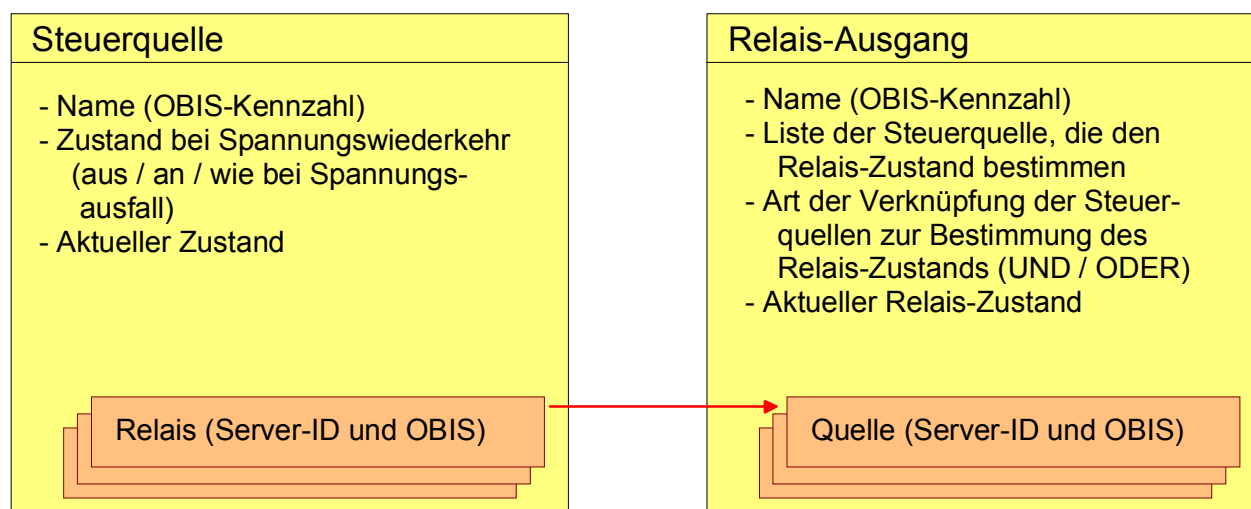 Steuerquelle
- Name (OBIS-Kennzahl)
- Zustand bei Spannungswiederkehr
(aus / an / wie bei Spannungs-
ausfall)
- Aktueller Zustand
Relais (Server-ID und OBIS)
Relais-Ausgang
- Name (OBIS-Kennzahl)
- Liste der Steuerquelle, die den
Relais-Zustand bestimmen
- Art der Verknüpfung der Steuer-
quellen zur Bestimmung des
Relais-Zustands (UND / ODER)
- Aktueller Relais-Zustand
Quelle (Server-ID und OBIS)